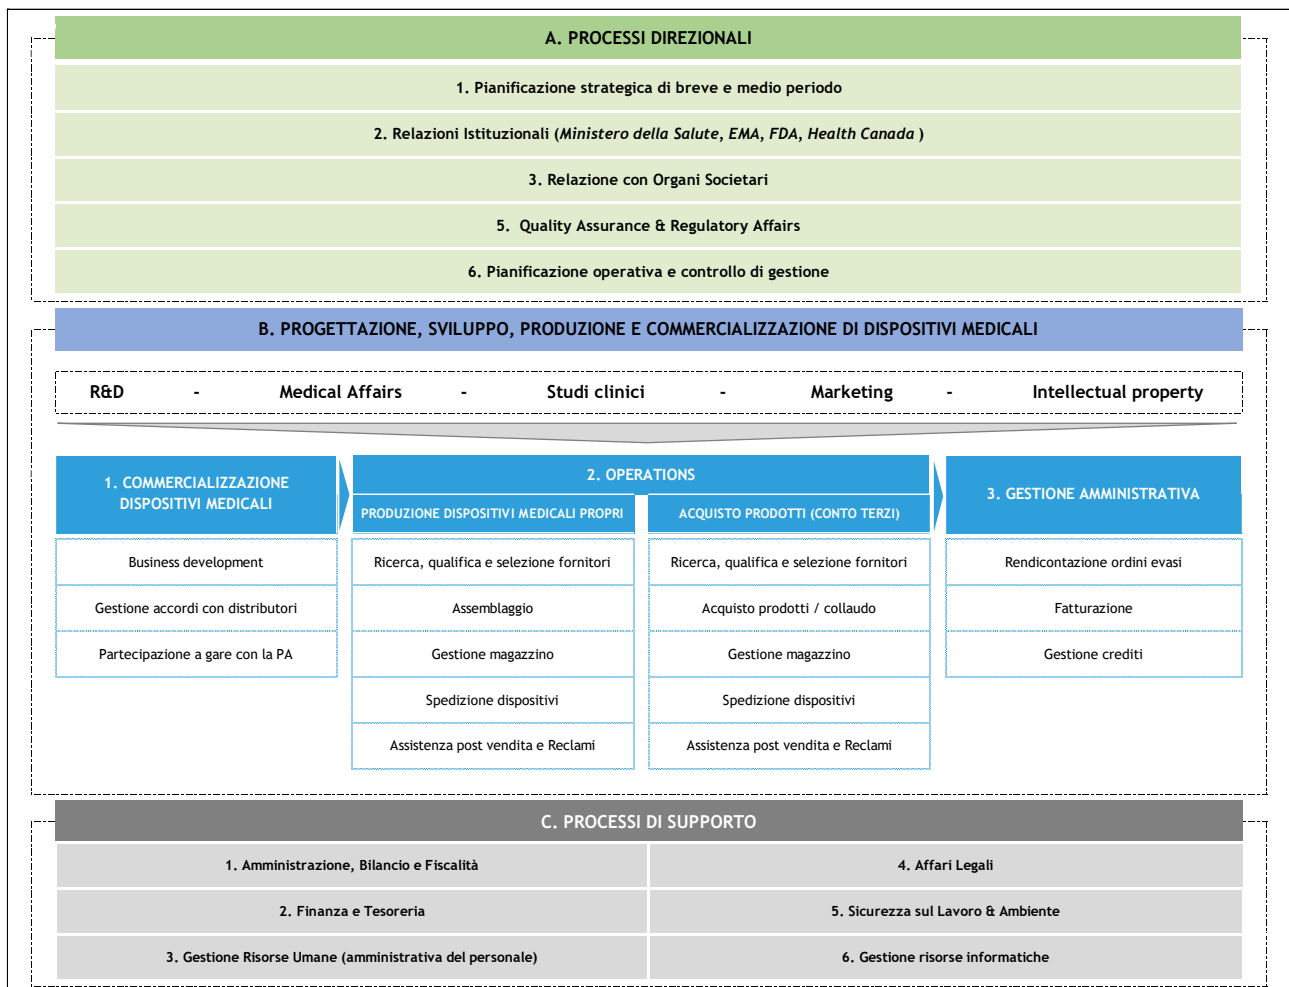 A. PROCESSI DIREZIONALI
1. Pianificazione strategica di breve e medio periodo
2. Relazioni Istituzionali (Ministero della Salute, EMA, FDA, Health Canada )
3. Relazione con Organi Societari
5. Quality Assurance & Regulatory Affairs
6. Pianificazione operativa e controllo di gestione
B. PROGETTAZIONE, SVILUPPO, PRODUZIONE E COMMERCIALIZZAZIONE DI DISPOSITIVI MEDICALI
R&D - Medical Affairs - Studi clinici - Marketing - Intellectual property
1. COMMERCIALIZZAZIONE
DISPOSITIVI MEDICALI
Business development
Gestione accordi con distributori
Partecipazione a gare con la PA
2. OPERATIONS
PRODUZIONE DISPOSITIVI MEDICALI PROPRI
Ricerca, qualifica e selezione fornitori
Assemblaggio
Gestione magazzino
Spedizione dispositivi
Assistenza post vendita e Reclami
ACQUISTO PRODOTTI (CONTO TERZI)
Ricerca, qualifica e selezione fornitori
Acquisto prodotti / collaudo
Gestione magazzino
Spedizione dispositivi
Assistenza post vendita e Reclami
3. GESTIONE AMMINISTRATIVA
Rendicontazione ordini evasi
Fatturazione
Gestione crediti
C. PROCESSI DI SUPPORTO
1. Amministrazione, Bilancio e Fiscalità
2. Finanza e Tesoreria
3. Gestione Risorse Umane (amministrativa del personale)
4. Affari Legali
5. Sicurezza sul Lavoro & Ambiente
6. Gestione risorse informatiche